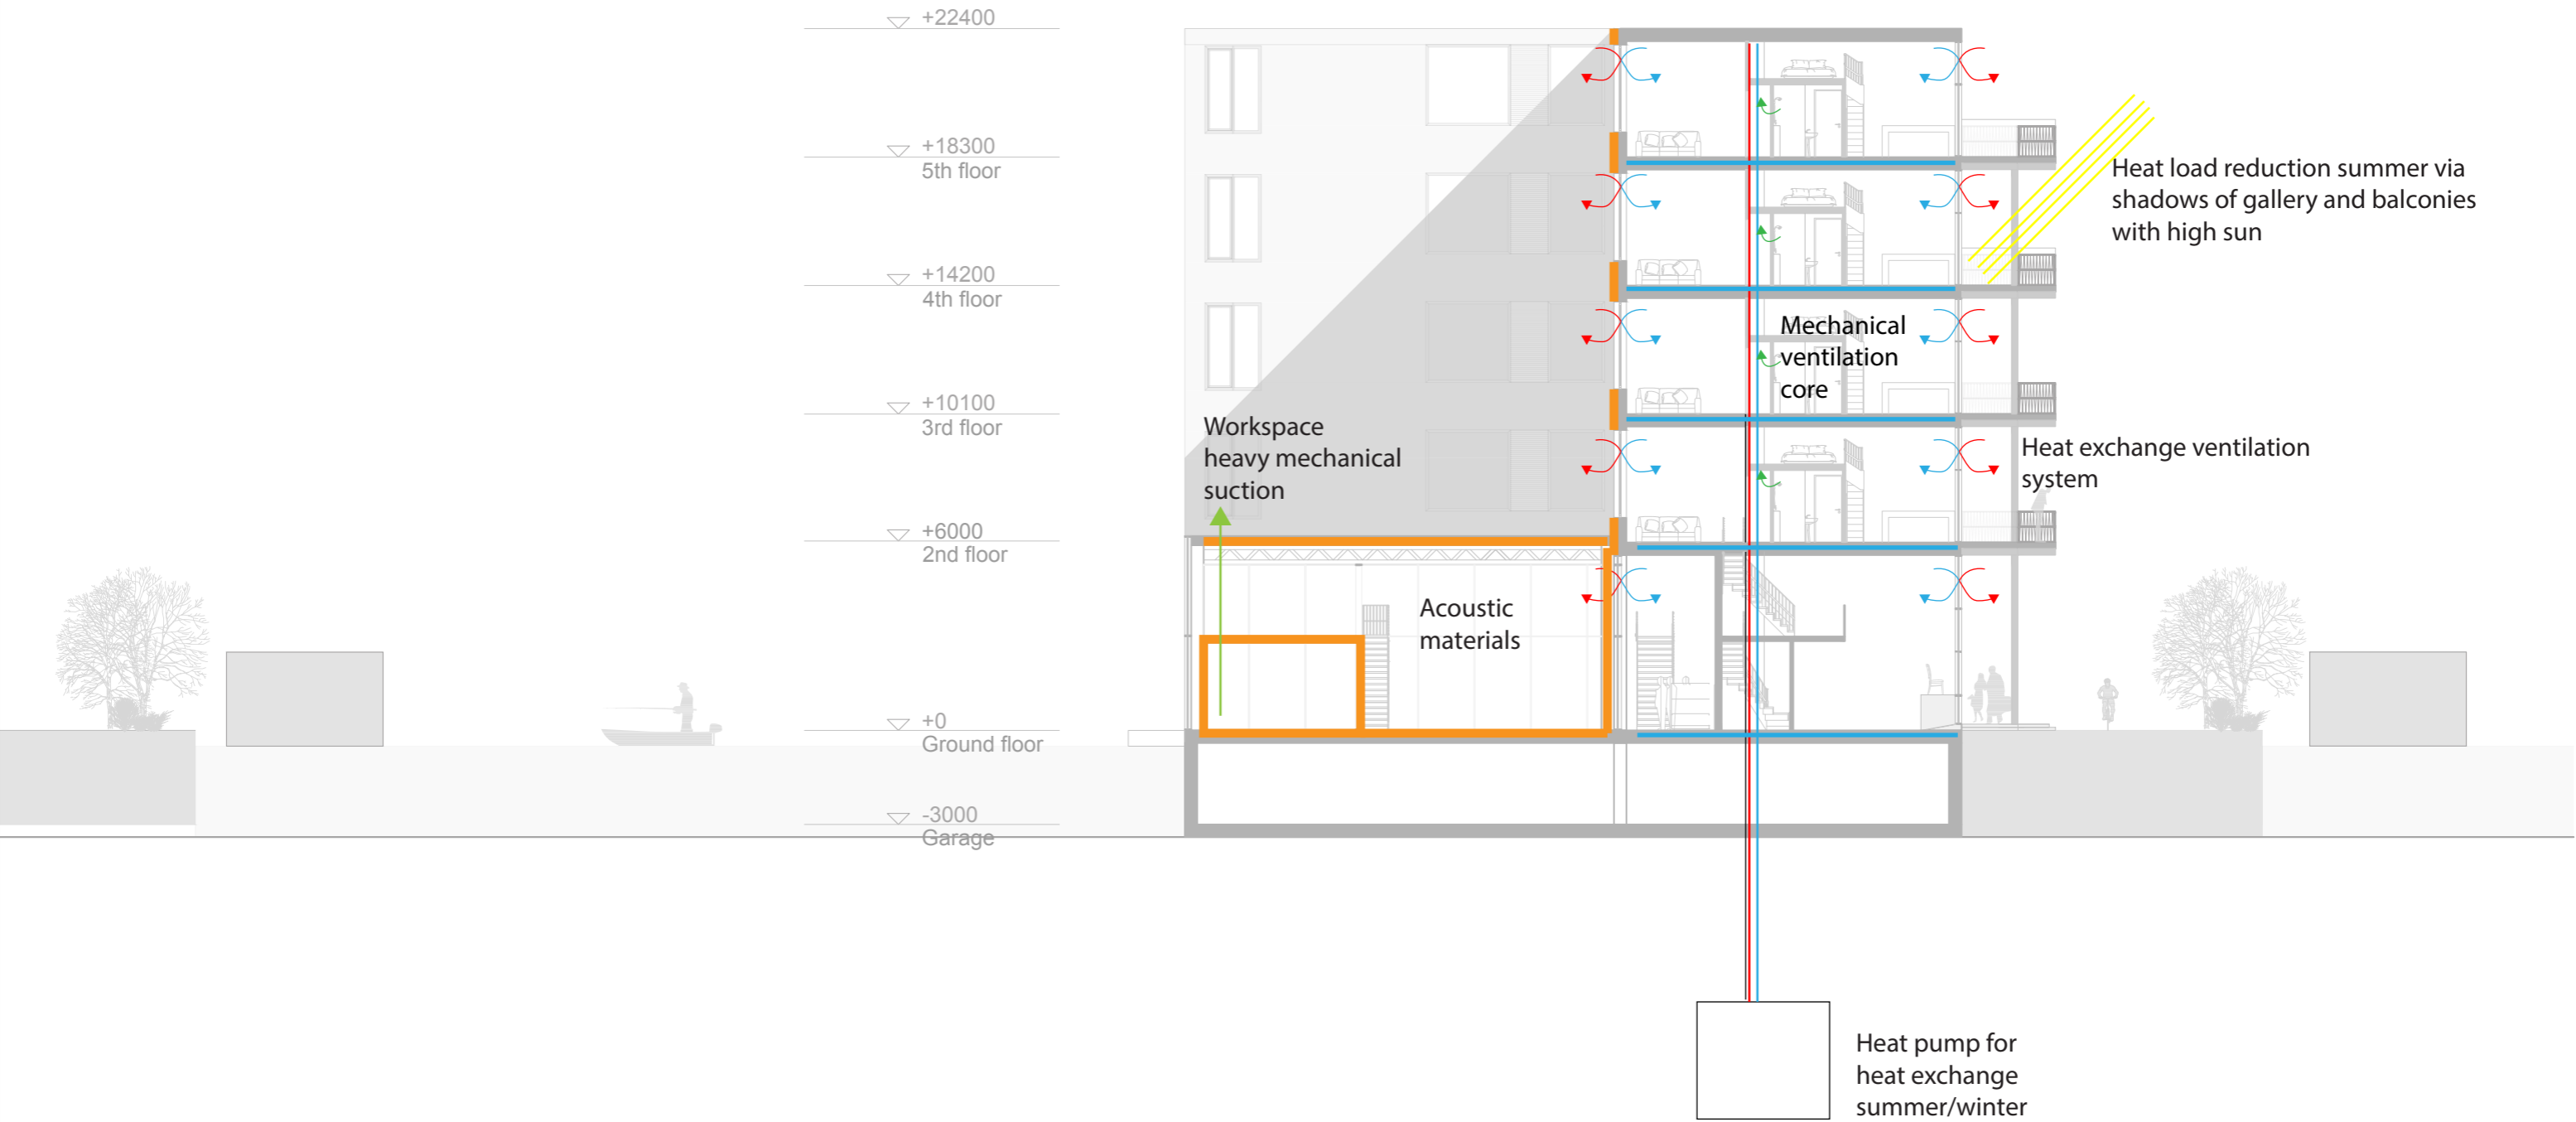 +22400
+18300
5th floor
+14200
4th floor
+10100
3rd floor
+6000
2nd floor
+0
Ground floor
-3000
Garage
Workspace
heavy mechanical
suction
Acoustic
materials
Mechanical
ventilation
core
Heat load reduction summer via
shadows of gallery and balconies
with high sun
Heat exchange ventilation
system
Heat pump for
heat exchange
summer/winter